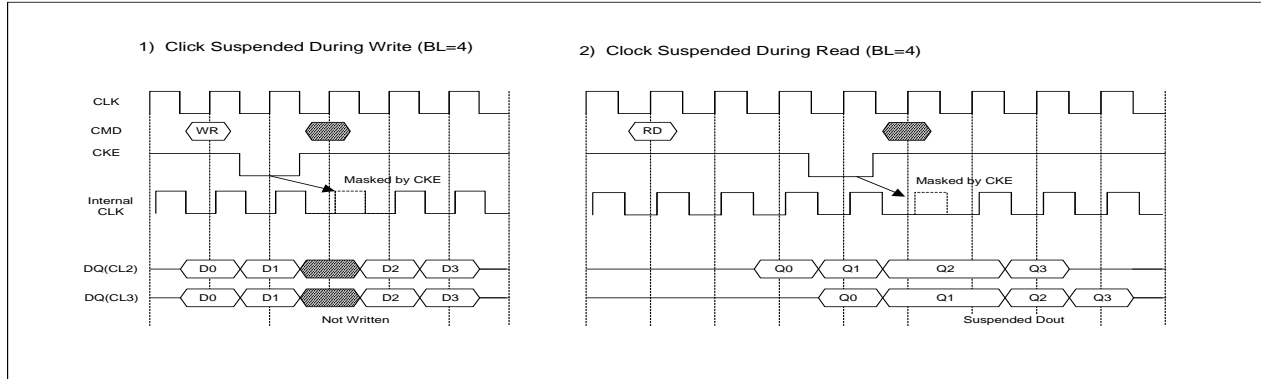 1) Click Suspended During Write (BL=4)
CLK
CMD
WR
CKE
Masked by CKE
Internal
CLK
DQ(CL2)
D0 D1 D2 D3
DQ(CL3)
D0 D1 D2 D3
Not Written
2) Clock Suspended During Read (BL=4)
RD
Masked by CKE
Q0 Q1 Q2 Q3
Q0 Q1 Q2 Q3
Suspended Dout